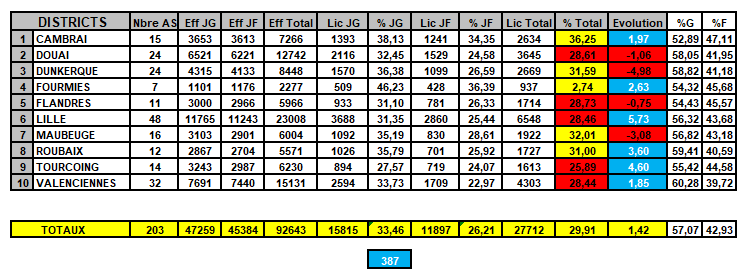 DISTRICTS Nbre AS Eff JG Eff JF Eff Total Lic JG % JG Lic JF % JF Lic Total % Total Evolution %G %F
1 CAMBRAI 15 3653 3613 7266 1393 38,13 1241 34,35 2634 36,25 1,97 52,89 47,11
2 DOUAI 24 6521 6221 12742 2116 32,45 1529 24,58 3645 28,61 -1,06 58,05 41,95
3 DUNKERQUE 24 4315 4133 8448 1570 36,38 1099 26,59 2669 31,59 -4,98 58,82 41,18
4 FOURMIES 7 1101 1176 2277 509 46,23 428 36,39 937 2,74 2,63 54,32 45,68
5 FLANDRES 11 3000 2966 5966 933 31,10 781 26,33 1714 28,73 -0,75 54,43 45,57
6 LILLE 48 11765 11243 23008 3688 31,35 2860 25,44 6548 28,46 5,73 56,32 43,68
7 MAUBEUGE 16 3103 2901 6004 1092 35,19 830 28,61 1922 32,01 -3,08 56,82 43,18
8 ROUBAIX 12 2867 2704 5571 1026 35,79 701 25,92 1727 31,00 3,60 59,41 40,59
9 TOURCOING 14 3243 2987 6230 894 27,57 719 24,07 1613 25,89 4,60 55,42 44,58
10 VALENCIENNES 32 7691 7440 15131 2594 33,73 1709 22,97 4303 28,44 1,85 60,28 39,72
TOTAUX 203 47259 45384 92643 15815 33,46 11897 26,21 27712 29,91 1,42 57,07 42,93
387